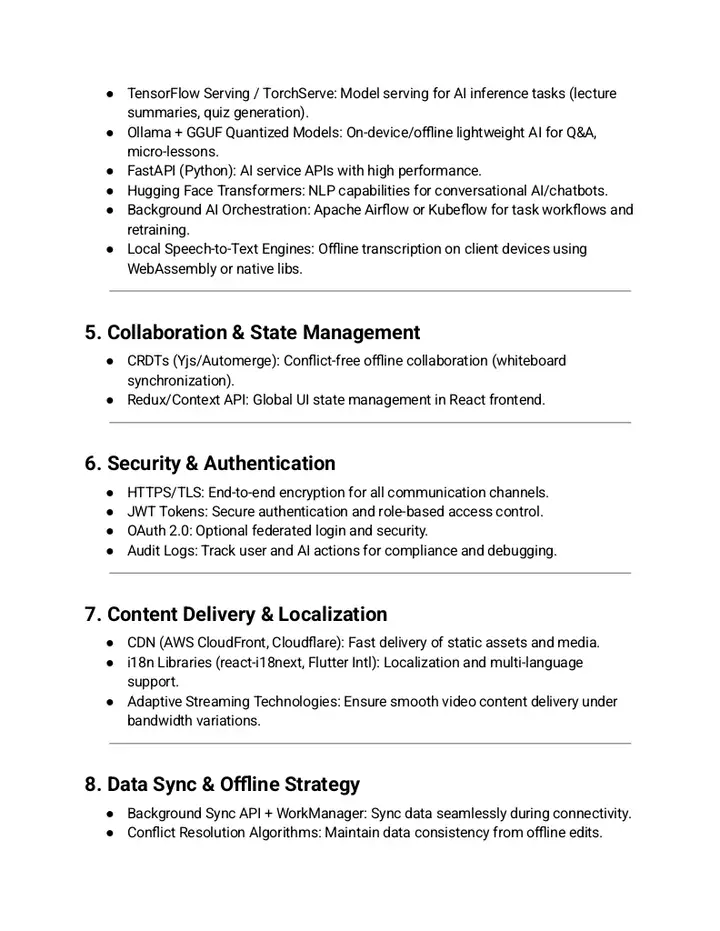 ● TensorFlow Serving / TorchServe: Model serving for AI inference tasks (lecture
summaries, quiz generation).
● Ollama + GGUF Quantized Models: On-device/offline lightweight AI for Q&A,
micro-lessons.
● FastAPI (Python): AI service APIs with high performance.
● Hugging Face Transformers: NLP capabilities for conversational AI/chatbots.
● Background AI Orchestration: Apache Airflow or Kubeflow for task workflows and
retraining.
● Local Speech-to-Text Engines: Offline transcription on client devices using
WebAssembly or native libs.
5. Collaboration & State Management
● CRDTs (Yjs/Automerge): Conflict-free offline collaboration (whiteboard
synchronization).
● Redux/Context API: Global UI state management in React frontend.
6. Security & Authentication
● HTTPS/TLS: End-to-end encryption for all communication channels.
● JWT Tokens: Secure authentication and role-based access control.
● OAuth 2.0: Optional federated login and security.
● Audit Logs: Track user and AI actions for compliance and debugging.
7. Content Delivery & Localization
● CDN (AWS CloudFront, Cloudflare): Fast delivery of static assets and media.
● i18n Libraries (react-i18next, Flutter Intl): Localization and multi-language
support.
● Adaptive Streaming Technologies: Ensure smooth video content delivery under
bandwidth variations.
8. Data Sync & Offline Strategy
● Background Sync API + WorkManager: Sync data seamlessly during connectivity.
● Conflict Resolution Algorithms: Maintain data consistency from offline edits.